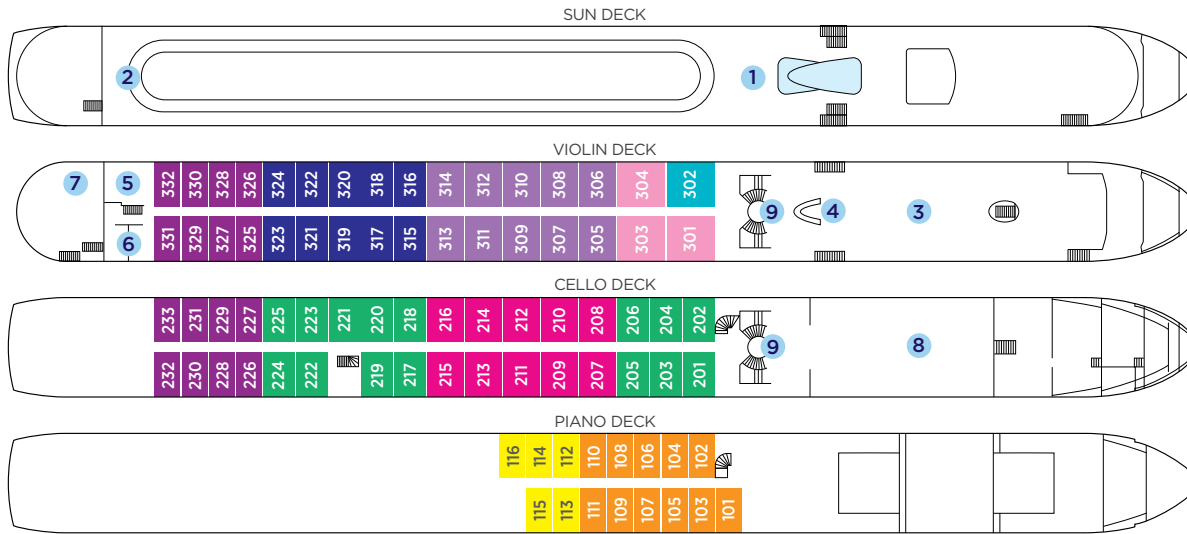 SUN DECK
2 1
VIOLIN DECK
7 5 332 330 328 326 324 322 320 318 316 314 312 310 308 306 304 302
9 4 3
6 331 329 327 325 323 321 319 317 315 313 311 309 307 305 303 301
CELLO DECK
233 231 229 227 225 223 221 220 218 216 214 212 210 208 206 204 202
9 8
232 230 228 226 224 222 219 217 215 213 211 209 207 205 203 201
PIANO DECK
116 114 112 110 108 106 104 102
115 113 111 109 107 105 103 101